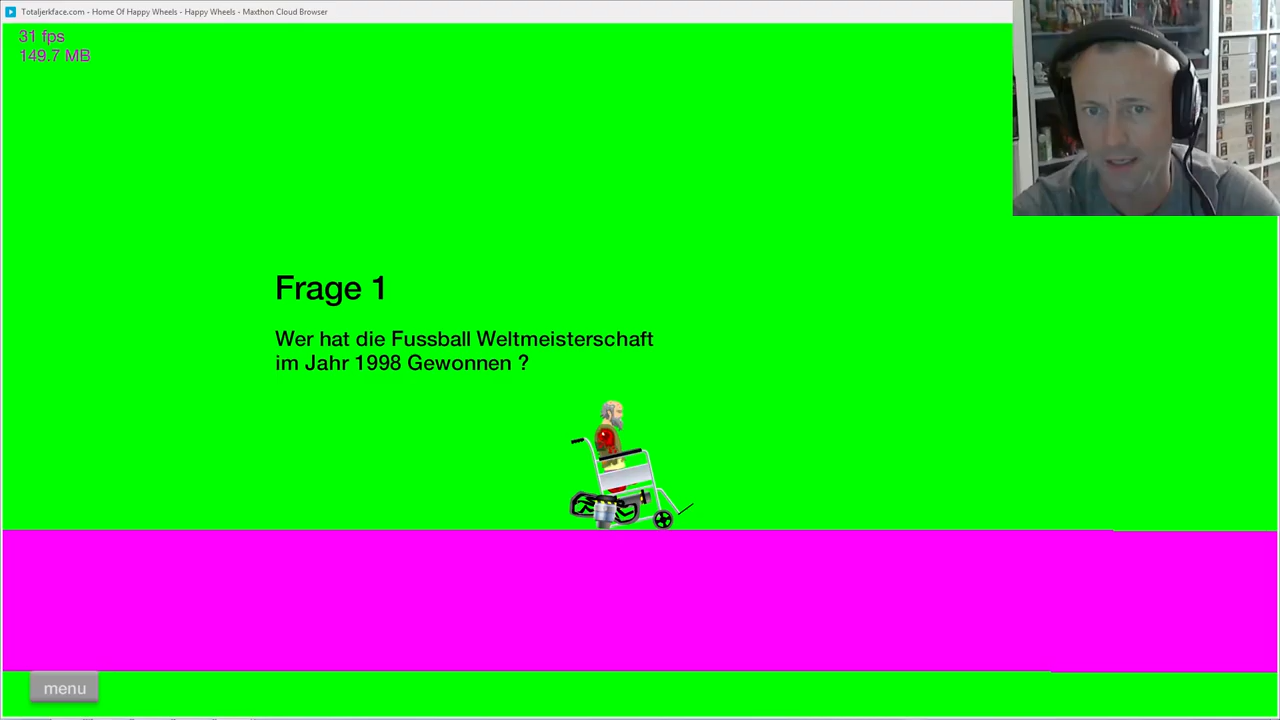 Totaljerkface.com - Home Of Happy Wheels - Happy Wheels - Maxthon Cloud Browser
31 fps
149.7 MB
Frage 1
Wer hat die Fussball Weltmeisterschaft
im Jahr 1998 Gewonnen ?
menu